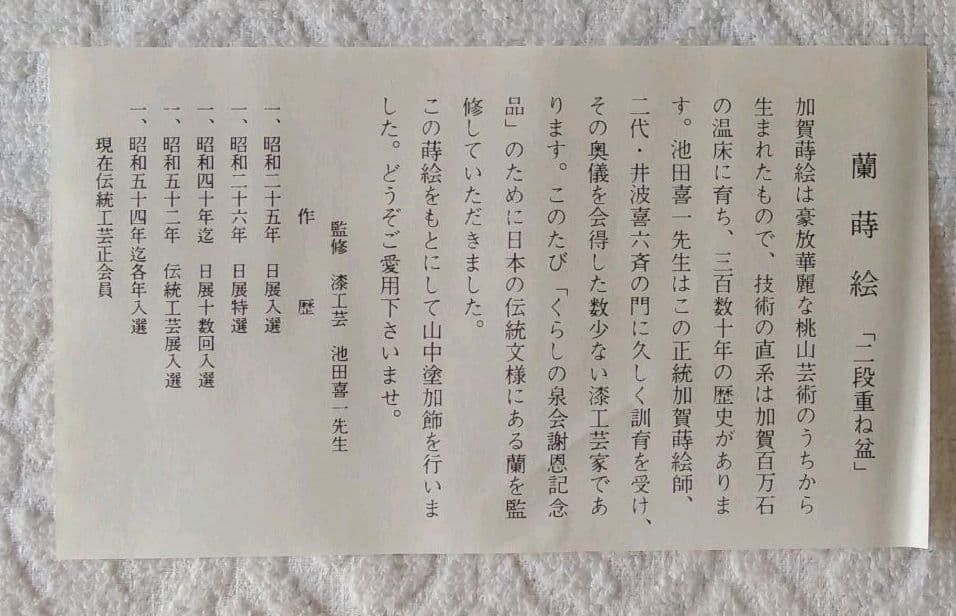 蘭蒔絵「二段重ね盆」
加賀蒔絵は豪放華麗な桃山芸術のうちから
生まれたもので、技術の直系は加賀百万石
の温床に育ち、三百数十年の歴史がありま
す。池田喜一先生はこの正統加賀蒔絵師、
二代・井波喜六斉の門に久しく訓育を受け、
その奥儀を会得した数少ない漆工芸家であ
ります。このたび「くらしの泉会謝恩記念
品」のために日本の伝統文様にある蘭を監
修していただきました。
この蒔絵をもとにして山中塗加飾を行いま
した。どうぞご愛用下さいませ。
監修 漆工芸 池田喜一先生
作歴
一、昭和二十五年 日展入選
一、昭和二十六年 日展特選
一、昭和四十年迄 日展十数回入選
一、昭和五十二年 伝統工芸展入選
一、昭和五十四年迄各年入選
現在伝統工芸正会員